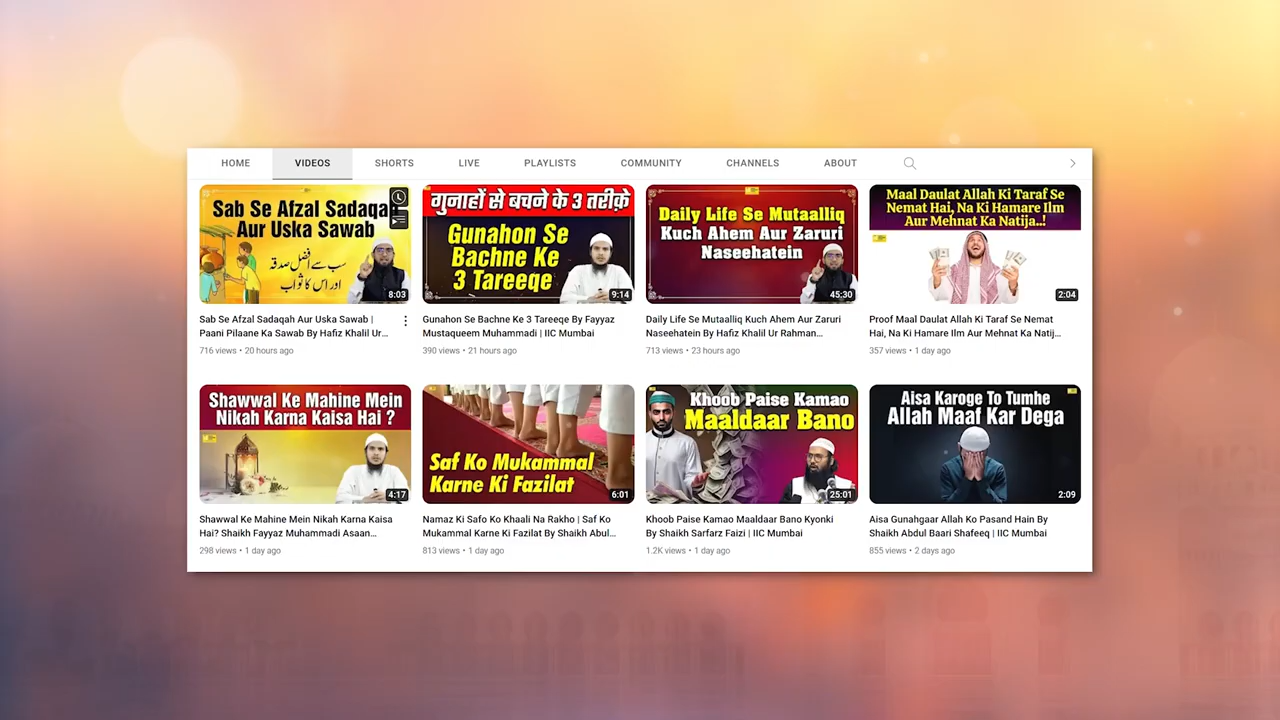 HOME VIDEOS SHORTS LIVE PLAYLISTS COMMUNITY CHANNELS ABOUT
Sab Se Afzal Sadaqa
Aur Uska Sawab
سب سے افضل صدقہ
اور اس کا ثواب
8:03
Sab Se Afzal Sadaqah Aur Uska Sawab |
Paani Pilaane Ka Sawab By Hafiz Khalil Ur...
716 views • 20 hours ago
गुनाहों से बचने के 3 तरीक़े
Gunahon Se
Bachne Ke
3 Tareeqe
9:14
Gunahon Se Bachne Ke 3 Tareeqe By Fayyaz
Mustaqueem Muhammadi | IIC Mumbai
390 views • 21 hours ago
Daily Life Se Mutaalliq
Kuch Ahem Aur Zaruri
Naseehatein
45:30
Daily Life Se Mutaalliq Kuch Ahem Aur Zaruri
Naseehatein By Hafiz Khalil Ur Rahman...
713 views • 23 hours ago
Maal Daulat Allah Ki Taraf Se
Nemat Hai, Na Ki Hamare Ilm
Aur Mehnat Ka Natija..!
2:04
Proof Maal Daulat Allah Ki Taraf Se Nemat
Hai, Na Ki Hamare Ilm Aur Mehnat Ka Natij...
357 views • 1 day ago
Shawwal Ke Mahine Mein
Nikah Karna Kaisa Hai ?
4:17
Shawwal Ke Mahine Mein Nikah Karna Kaisa
Hai? Shaikh Fayyaz Muhammadi Asaan...
298 views • 1 day ago
Saf Ko Mukammal
Karne Ki Fazilat
6:01
Namaz Ki Safo Ko Khaali Na Rakho | Saf Ko
Mukammal Karne Ki Fazilat By Shaikh Abul...
813 views • 1 day ago
Khoob Paise Kamao
Maaldaar Bano
25:01
Khoob Paise Kamao Maaldaar Bano Kyonki
By Shaikh Sarfarz Faizi | IIC Mumbai
1.2K views • 1 day ago
Aisa Karoge To Tumhe
Allah Maaf Kar Dega
2:09
Aisa Gunahgaar Allah Ko Pasand Hain By
Shaikh Abdul Baari Shafeeq | IIC Mumbai
855 views • 2 days ago